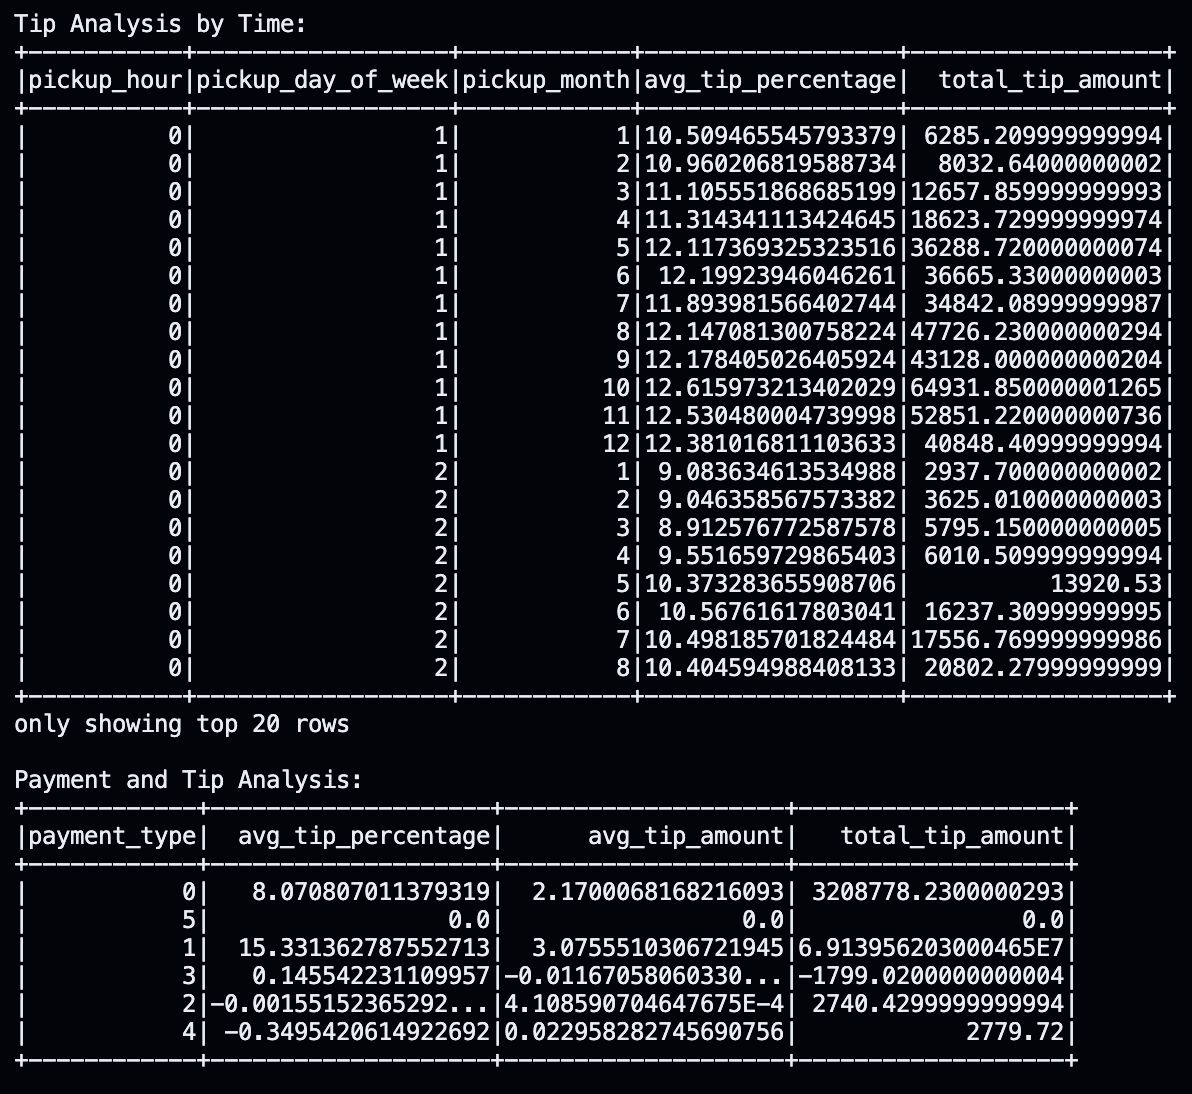 Tip Analysis by Time:
+-----------+------------------+------------+------------------+------------------+
|pickup_hour|pickup_day_of_week|pickup_month|avg_tip_percentage|  total_tip_amount|
+-----------+------------------+------------+------------------+------------------+
|          0|                 1|           1|10.509465545793379| 6285.209999999994|
|          0|                 1|           2|10.960206819588734|  8032.64000000002|
|          0|                 1|           3|11.105551868685199|12657.859999999993|
|          0|                 1|           4|11.314341113424645|18623.729999999974|
|          0|                 1|           5|12.117369325323516|36288.720000000074|
|          0|                 1|           6| 12.19923946046261| 36665.33000000003|
|          0|                 1|           7|11.893981566402744| 34842.08999999987|
|          0|                 1|           8|12.147081300758224|47726.230000000294|
|          0|                 1|           9|12.178405026405924|43128.000000000204|
|          0|                 1|          10|12.615973213402029|64931.850000001265|
|          0|                 1|          11|12.530480004739998|52851.220000000736|
|          0|                 1|          12|12.381016811103633| 40848.40999999994|
|          0|                 2|           1| 9.083634613534988| 2937.700000000002|
|          0|                 2|           2| 9.046358567573382| 3625.010000000003|
|          0|                 2|           3| 8.912576772587578| 5795.150000000005|
|          0|                 2|           4| 9.551659729865403| 6010.509999999994|
|          0|                 2|           5|10.373283655908706|          13920.53|
|          0|                 2|           6| 10.56761617803041| 16237.30999999995|
|          0|                 2|           7|10.498185701824484|17556.769999999986|
|          0|                 2|           8|10.404594988408133| 20802.27999999999|
+-----------+------------------+------------+------------------+------------------+
only showing top 20 rows
Payment and Tip Analysis:
+------------+--------------------+--------------------+-------------------+
|payment_type|  avg_tip_percentage|      avg_tip_amount|   total_tip_amount|
+------------+--------------------+--------------------+-------------------+
|           0|   8.070807011379319|  2.1700068168216093| 3208778.2300000293|
|           5|                 0.0|                 0.0|                0.0|
|           1|  15.331362787552713|  3.0755510306721945|6.913956203000465E7|
|           3|   0.145542231109957|-0.01167058060330...|-1799.0200000000004|
|           2|-0.00155152365292...|4.108590704647675E-4| 2740.4299999999994|
|           4| -0.3495420614922692|0.022958282745690756|            2779.72|
+------------+--------------------+--------------------+-------------------+